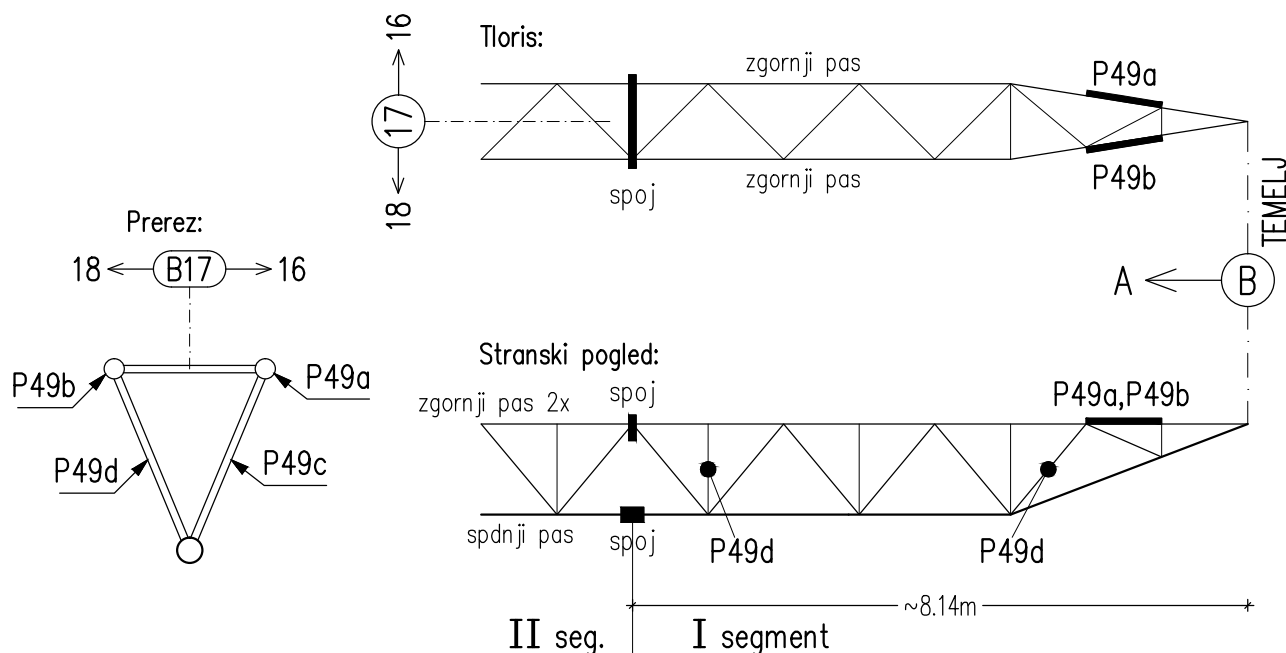 Tloris:
16
17
18
zgornji pas
zgornji pas
spoj
P49a
P49b
TEMELJ
A
B
Prerez:
18
B17
16
P49b
P49a
P49d
P49c
Stranski pogled:
zgornji pas 2x
spoj
P49a,P49b
spdnji pas
spoj
P49d
P49d
~8.14m
II seg.
I segment